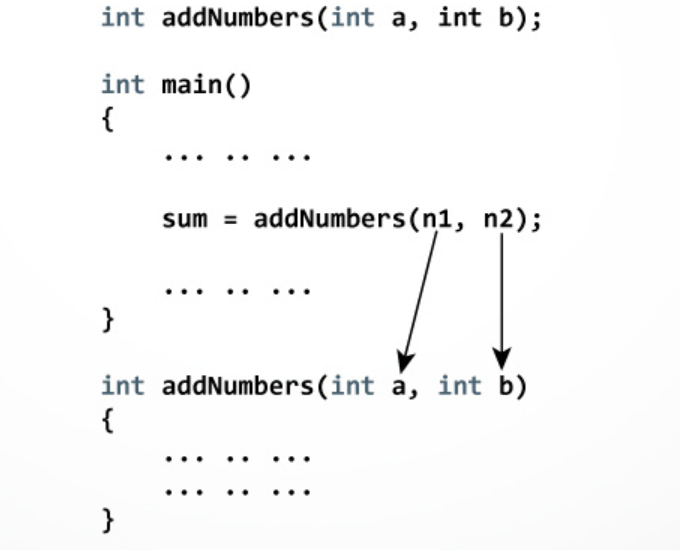 int addNumbers(int a, int b);
int main()
{
... .. ...
sum = addNumbers(n1, n2);
... .. ...
}
int addNumbers(int a, int b)
{
... .. ...
... .. ...
}